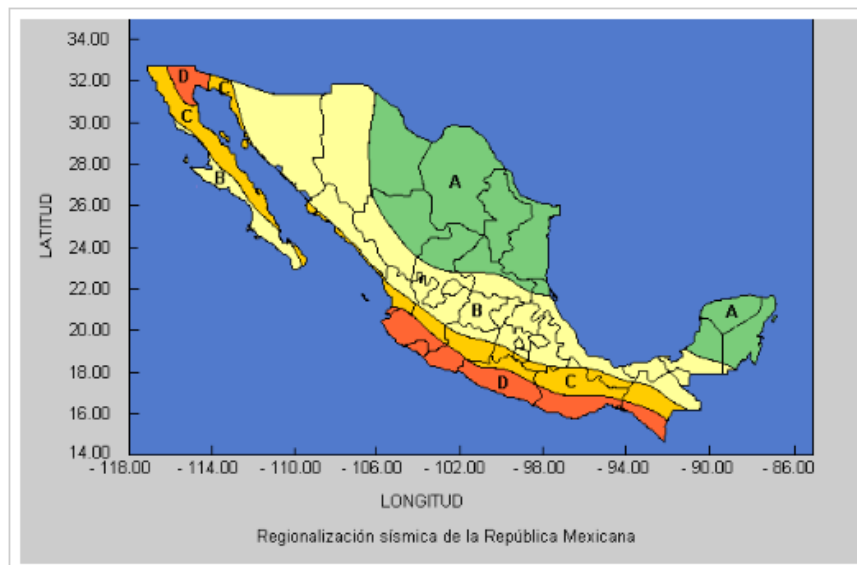 34.00
32.00
30.00
28.00
26.00
24.00
22.00
20.00
18.00
16.00
14.00
LATITUD
D
C
C
B
A
A
B
D
C
- 118.00 - 114.00 - 110.00 - 106.00 - 102.00 - 98.00 - 94.00 - 90.00 - 86.00
LONGITUD
Regionalización sísmica de la República Mexicana